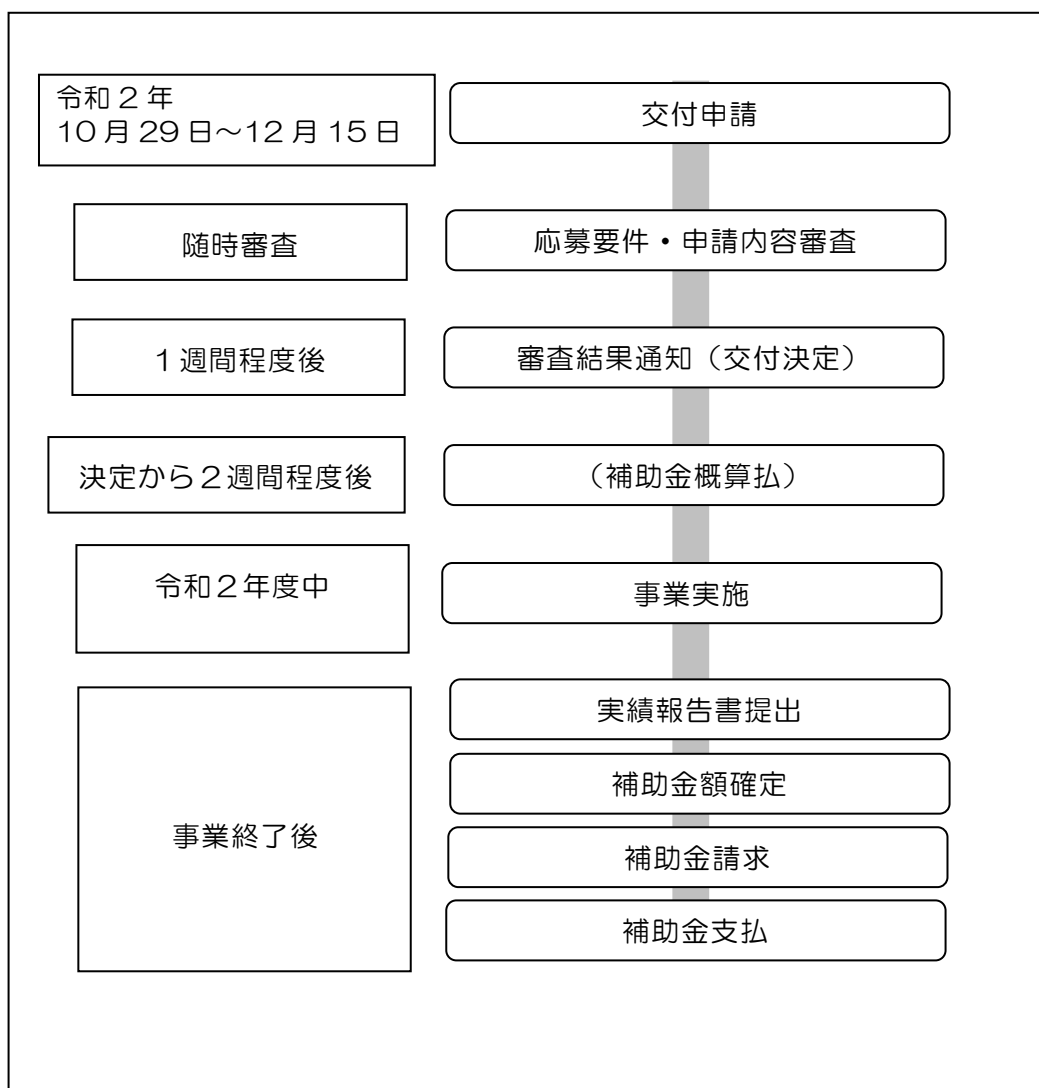 令和２年
10月29日～12月15日
交付申請
随時審査
応募要件・申請内容審査
１週間程度後
審査結果通知（交付決定）
決定から２週間程度後
（補助金概算払）
令和２年度中
事業実施
事業終了後
実績報告書提出
補助金額確定
補助金請求
補助金支払